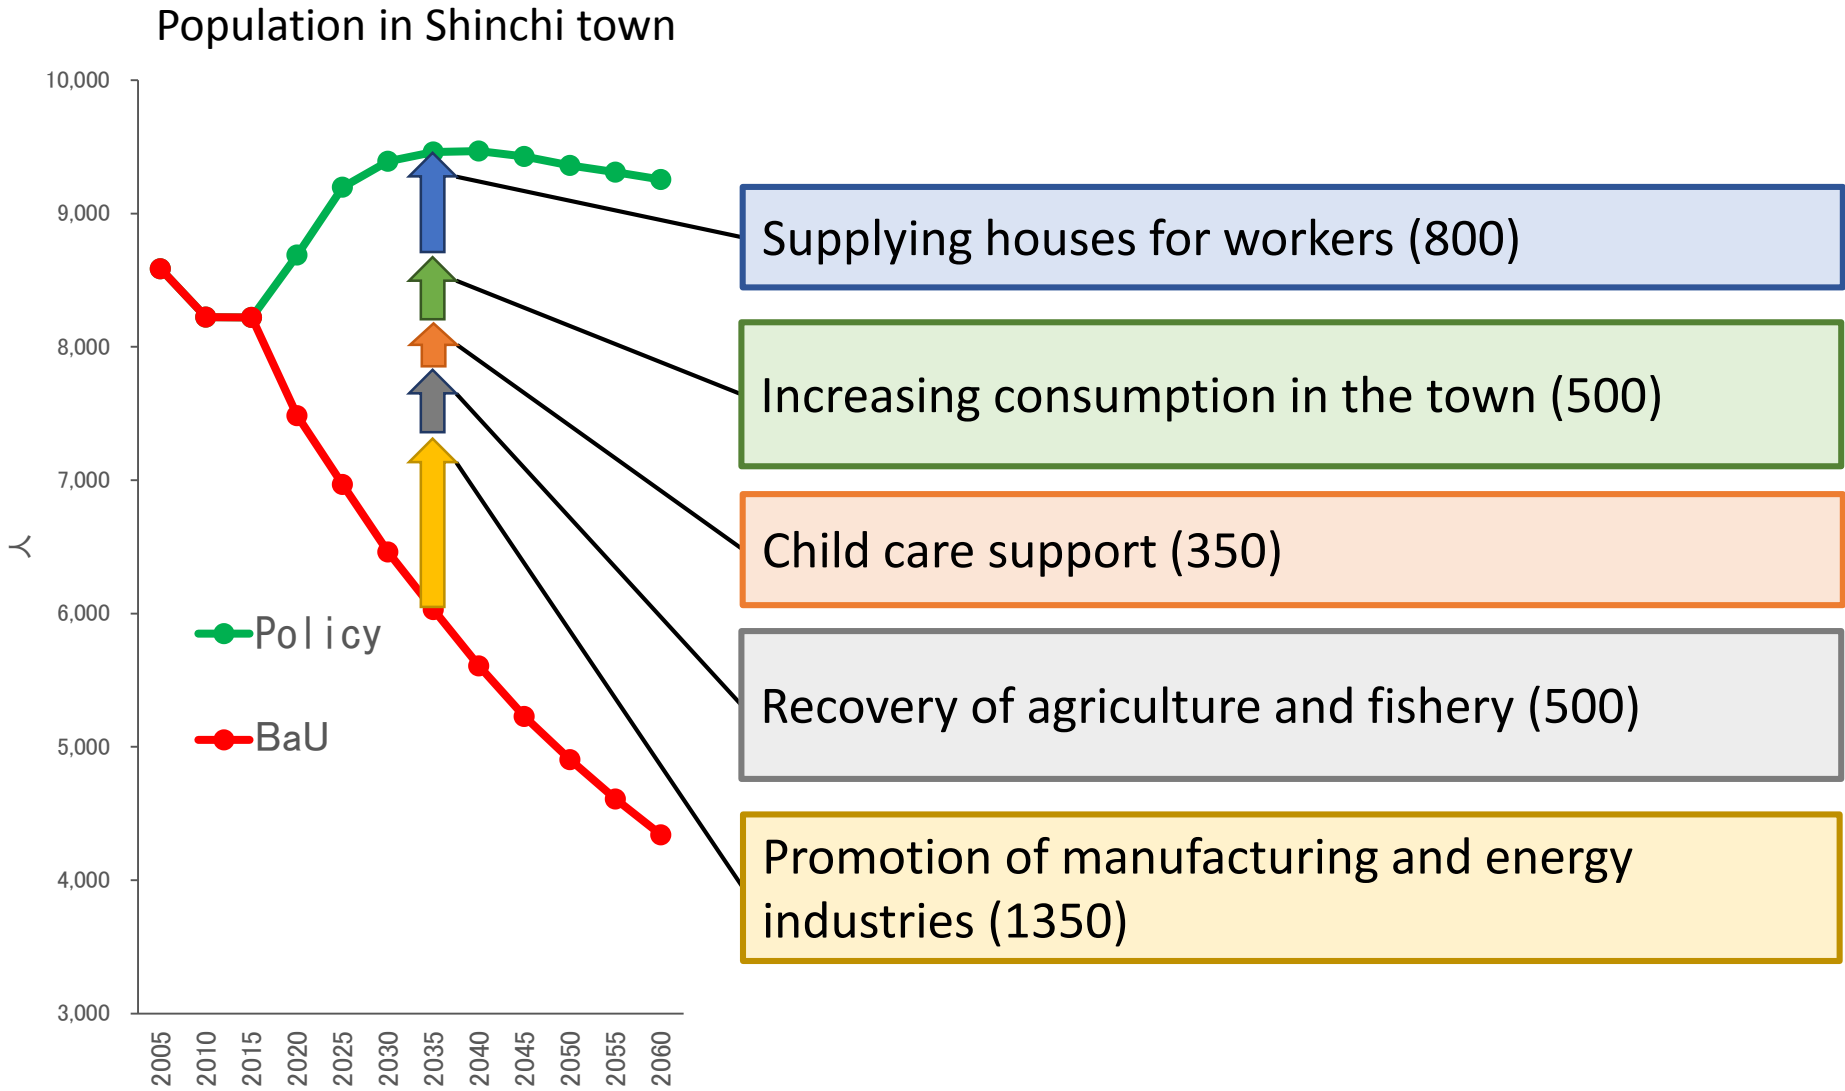 Population in Shinchi town
10,000
9,000
8,000
7,000
6,000
5,000
4,000
3,000
人
Policy
BaU
2005
2010
2015
2020
2025
2030
2035
2040
2045
2050
2055
2060
Supplying houses for workers (800)
Increasing consumption in the town (500)
Child care support (350)
Recovery of agriculture and fishery (500)
Promotion of manufacturing and energy
industries (1350)